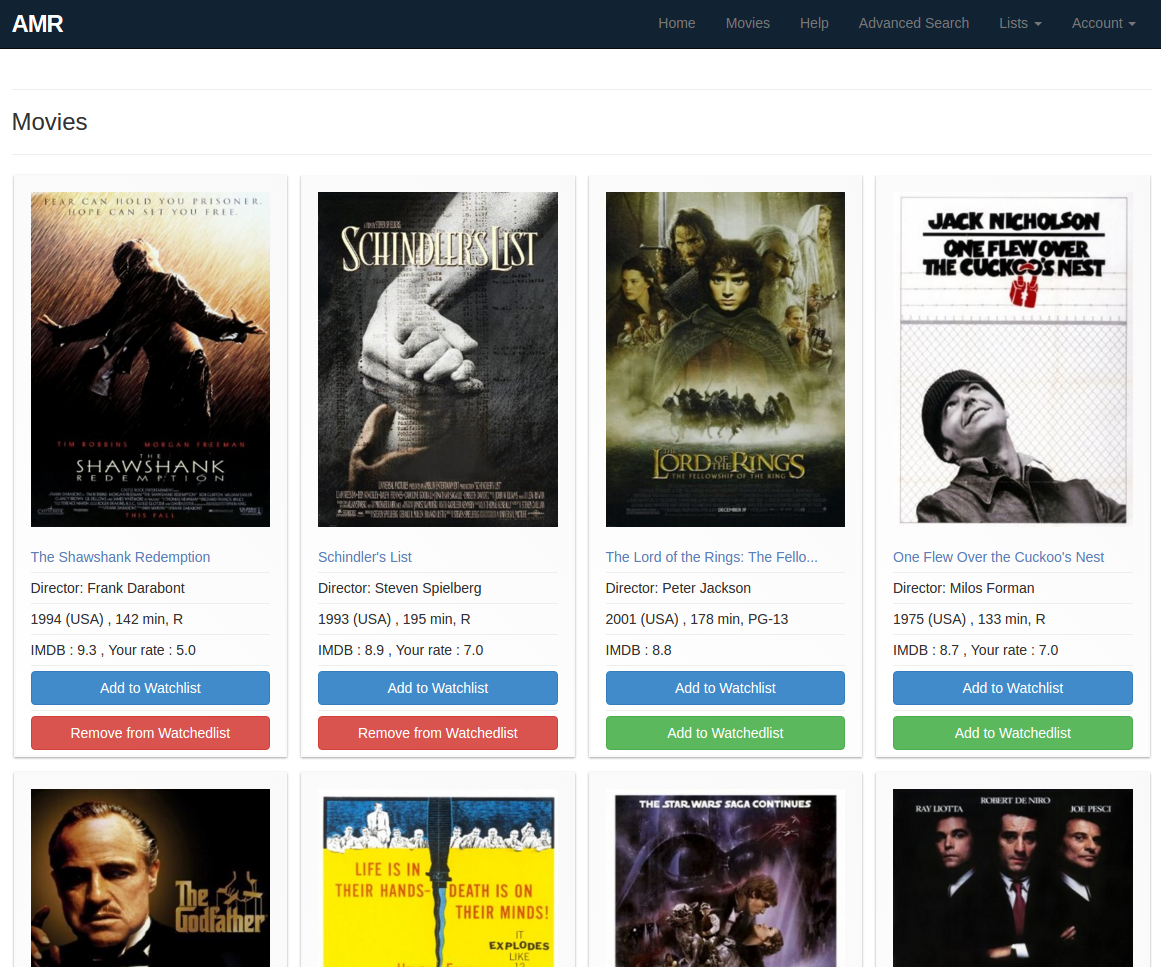 AMR
Home Movies Help Advanced Search Lists Account
Movies
FEAR CAN HOLD YOU PRISONER.
HOPE CAN SET YOU FREE.
TIM ROBBINS MORGAN FREEMAN
THE
SHAWSHANK
REDEMPTION
THIS FALL
SCHINDLER'S LIST
THE
LORD OF THE RINGS
THE FELLOWSHIP OF THE RING
DECEMBER 19
JACK NICHOLSON
ONE FLEW OVER
THE CUCKOO'S NEST
The Shawshank Redemption
Director: Frank Darabont
1994 (USA) , 142 min, R
IMDB : 9.3 , Your rate : 5.0
Add to Watchlist
Remove from Watchedlist
Schindler's List
Director: Steven Spielberg
1993 (USA) , 195 min, R
IMDB : 8.9 , Your rate : 7.0
Add to Watchlist
Remove from Watchedlist
The Lord of the Rings: The Fello...
Director: Peter Jackson
2001 (USA) , 178 min, PG-13
IMDB : 8.8
Add to Watchlist
Add to Watchedlist
One Flew Over the Cuckoo's Nest
Director: Milos Forman
1975 (USA) , 133 min, R
IMDB : 8.7 , Your rate : 7.0
Add to Watchlist
Add to Watchedlist
The
Godfather
LIFE IS IN
THEIR HANDS-DEATH IS ON
THEIR MINDS!
IT
EXPLODES
LIKE
THE STAR WARS SAGA CONTINUES
RAY LIOTTA
ROBERT DE NIRO
JOE PESCI